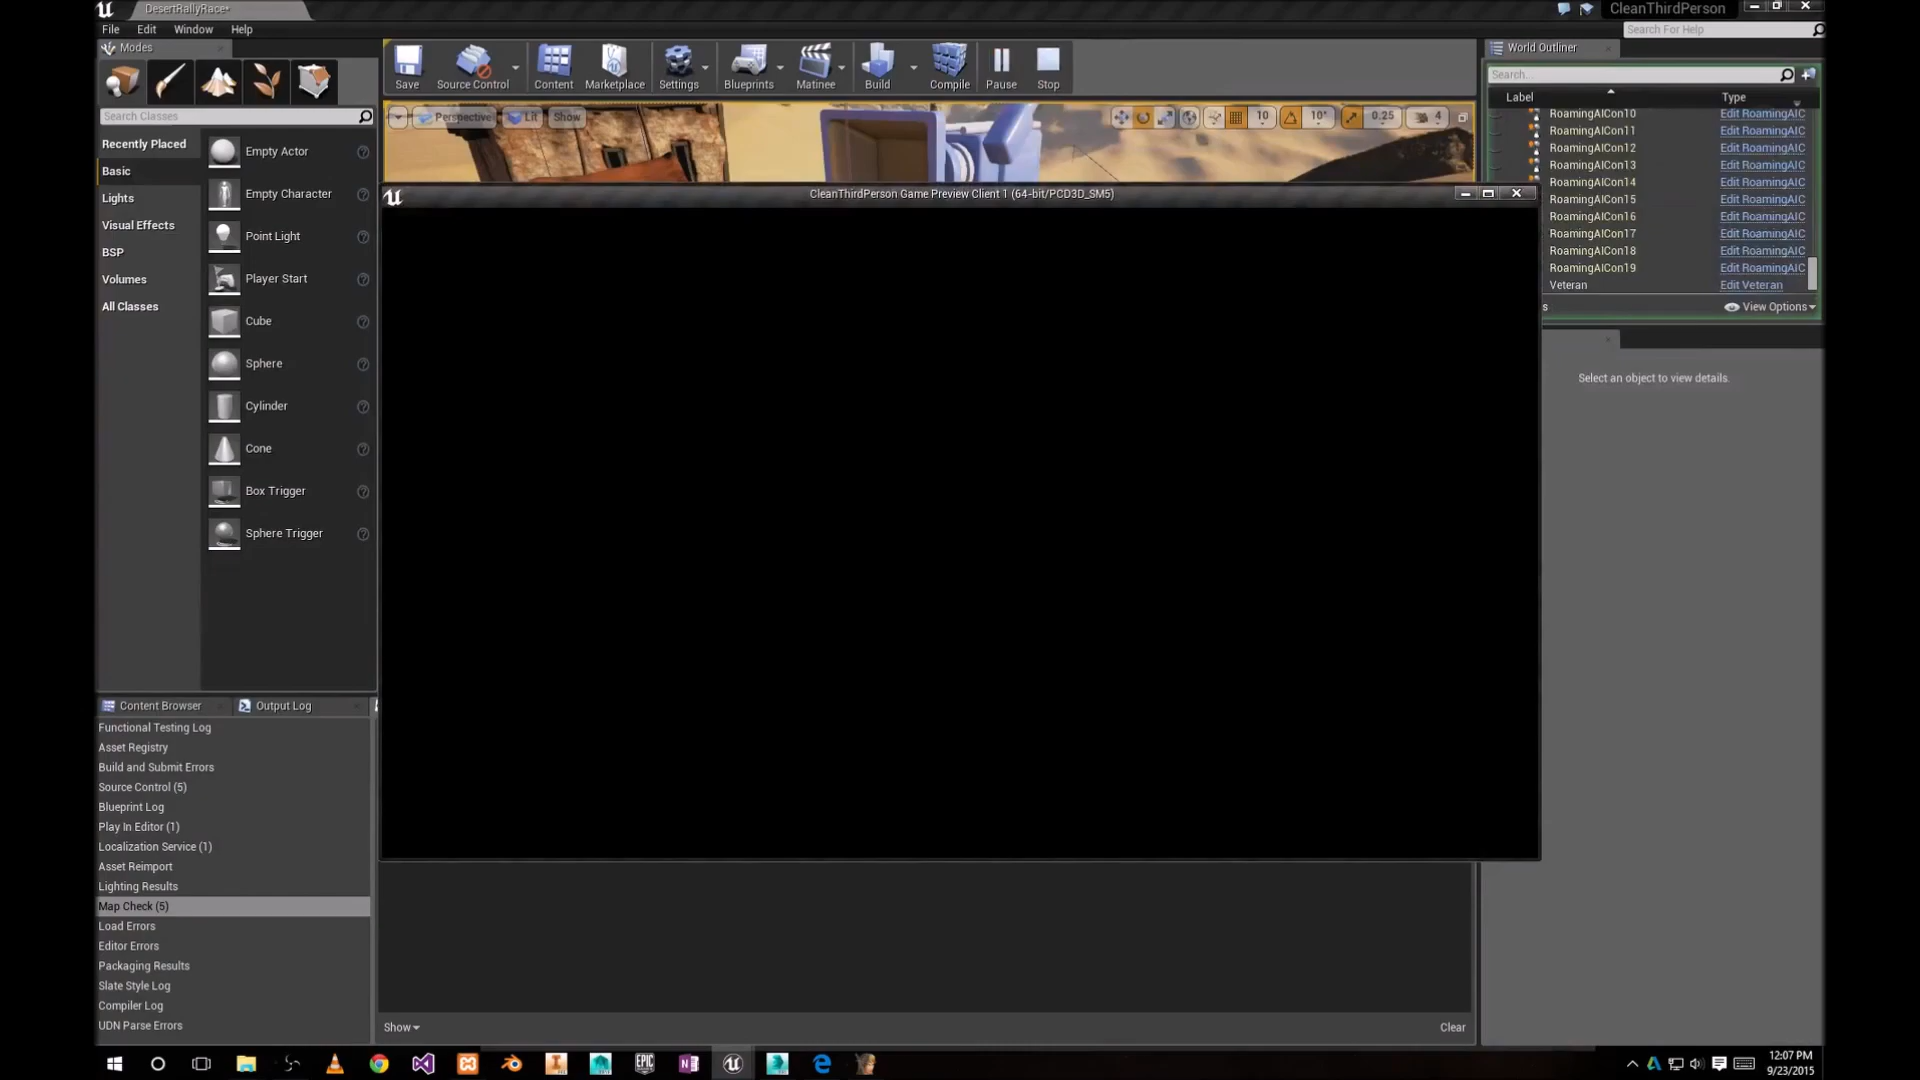 DesertRallyRace*
CleanThirdPerson
File Edit Window Help
Search For Help
Modes
World Outliner
Save
Source Control
Content
Marketplace
Settings
Blueprints
Matinee
Build
Compile
Pause
Stop
Search...
Label Type
Search Classes
Perspective
Lit
Show
10
10°
0.25
4
Recently Placed
Basic
Lights
Visual Effects
BSP
Volumes
All Classes
Empty Actor
Empty Character
Point Light
Player Start
Cube
Sphere
Cylinder
Cone
Box Trigger
Sphere Trigger
CleanThirdPerson Game Preview Client 1 (64-bit/PCD3D_SM5)
RoamingAICon10 Edit RoamingAIC
RoamingAICon11 Edit RoamingAIC
RoamingAICon12 Edit RoamingAIC
RoamingAICon13 Edit RoamingAIC
RoamingAICon14 Edit RoamingAIC
RoamingAICon15 Edit RoamingAIC
RoamingAICon16 Edit RoamingAIC
RoamingAICon17 Edit RoamingAIC
RoamingAICon18 Edit RoamingAIC
RoamingAICon19 Edit RoamingAIC
Veteran Edit Veteran
View Options
Select an object to view details.
Content Browser
Output Log
Functional Testing Log
Asset Registry
Build and Submit Errors
Source Control (5)
Blueprint Log
Play In Editor (1)
Localization Service (1)
Asset Reimport
Lighting Results
Map Check (5)
Load Errors
Editor Errors
Packaging Results
Slate Style Log
Compiler Log
UDN Parse Errors
Show
Clear
EPIC GAMES
12:07 PM
9/23/2015